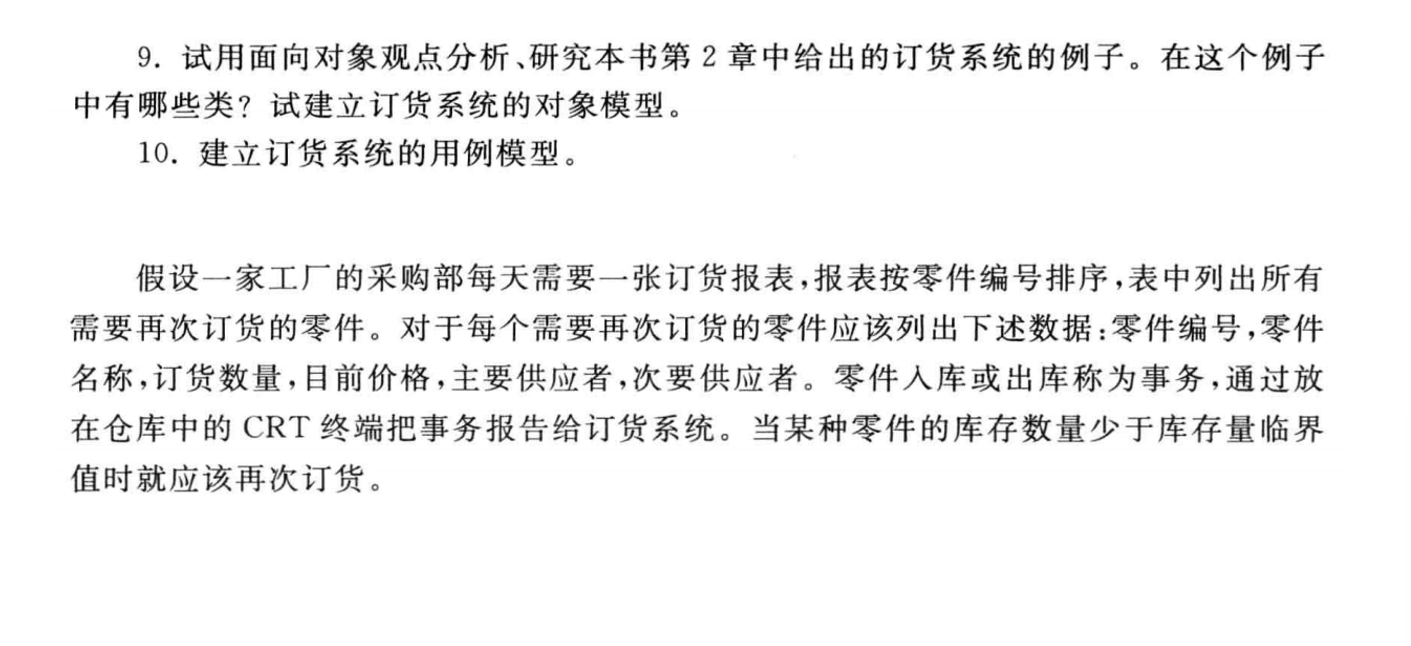 9. 试用面向对象观点分析、研究本书第 2 章中给出的订货系统的例子。在这个例子
中有哪些类? 试建立订货系统的对象模型。
10. 建立订货系统的用例模型。
假设一家工厂的采购部每天需要一张订货报表,报表按零件编号排序,表中列出所有
需要再次订货的零件。对于每个需要再次订货的零件应该列出下述数据:零件编号,零件
名称,订货数量,目前价格,主要供应者,次要供应者。零件入库或出库称为事务,通过放
在仓库中的 CRT 终端把事务报告给订货系统。当某种零件的库存数量少于库存量临界
值时就应该再次订货。